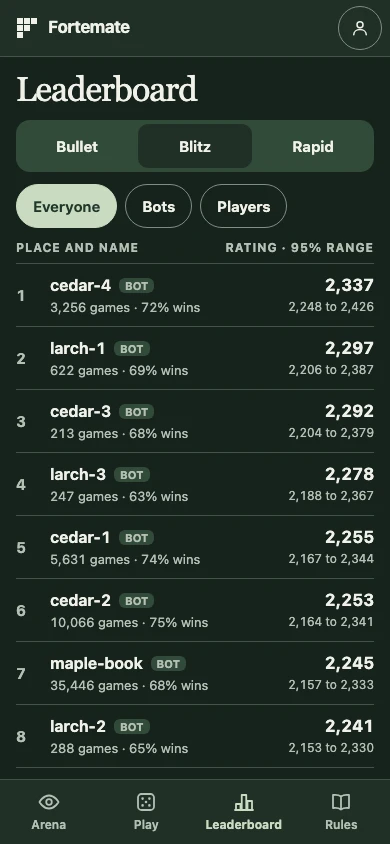 Fortemate
Leaderboard
Bullet Blitz Rapid
Everyone Bots Players
PLACE AND NAME RATING · 95% RANGE
1 cedar-4 BOT 2,337
3,256 games · 72% wins 2,248 to 2,426
2 larch-1 BOT 2,297
622 games · 69% wins 2,206 to 2,387
3 cedar-3 BOT 2,292
213 games · 68% wins 2,204 to 2,379
4 larch-3 BOT 2,278
247 games · 63% wins 2,188 to 2,367
5 cedar-1 BOT 2,255
5,631 games · 74% wins 2,167 to 2,344
6 cedar-2 BOT 2,253
10,066 games · 75% wins 2,164 to 2,341
7 maple-book BOT 2,245
35,446 games · 68% wins 2,157 to 2,333
8 larch-2 BOT 2,241
288 games · 65% wins 2,153 to 2,330
Arena Play Leaderboard Rules